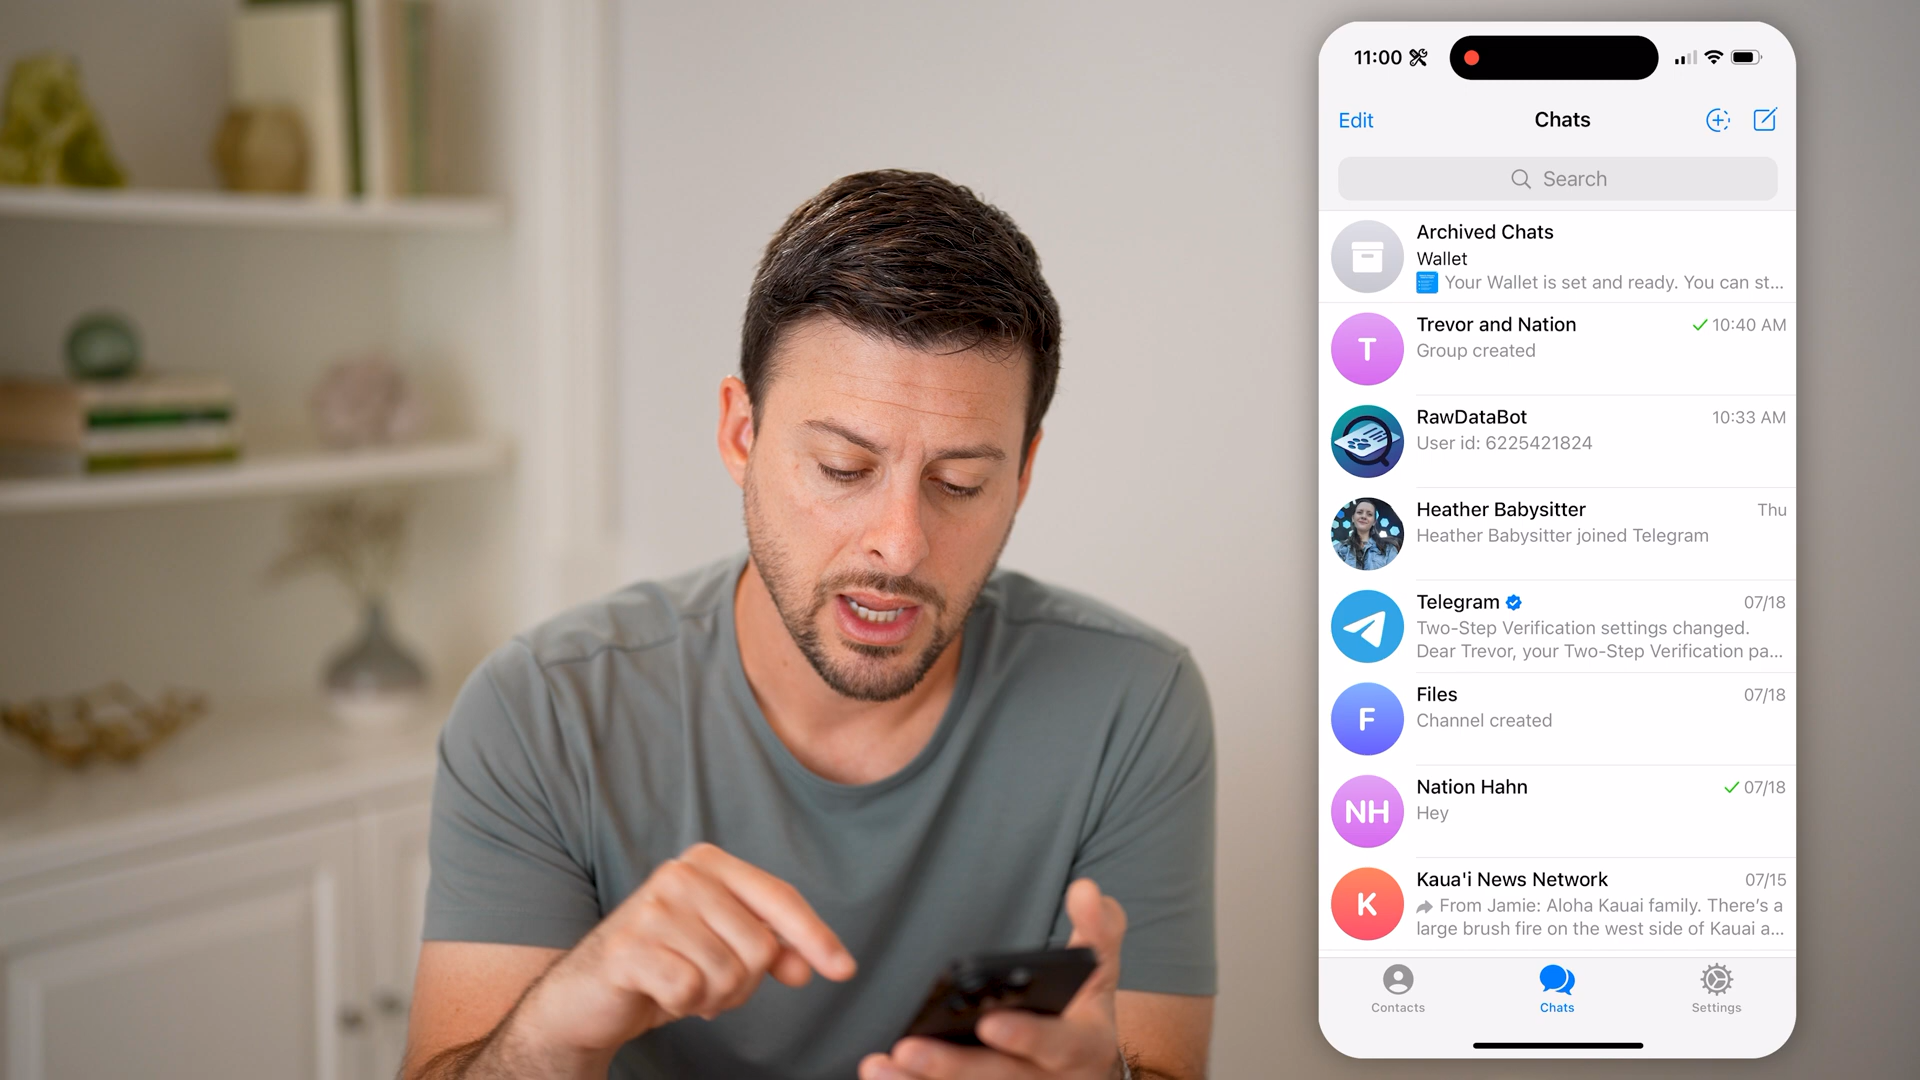 11:00
Edit
Chats
Search
Archived Chats
Wallet
Your Wallet is set and ready. You can st...
T
Trevor and Nation
10:40 AM
Group created
RawDataBot
10:33 AM
User id: 6225421824
Heather Babysitter
Thu
Heather Babysitter joined Telegram
Telegram
07/18
Two-Step Verification settings changed.
Dear Trevor, your Two-Step Verification pa...
F
Files
07/18
Channel created
NH
Nation Hahn
07/18
Hey
K
Kaua'i News Network
07/15
From Jamie: Aloha Kauai family. There's a
large brush fire on the west side of Kauai a...
Contacts
Chats
Settings